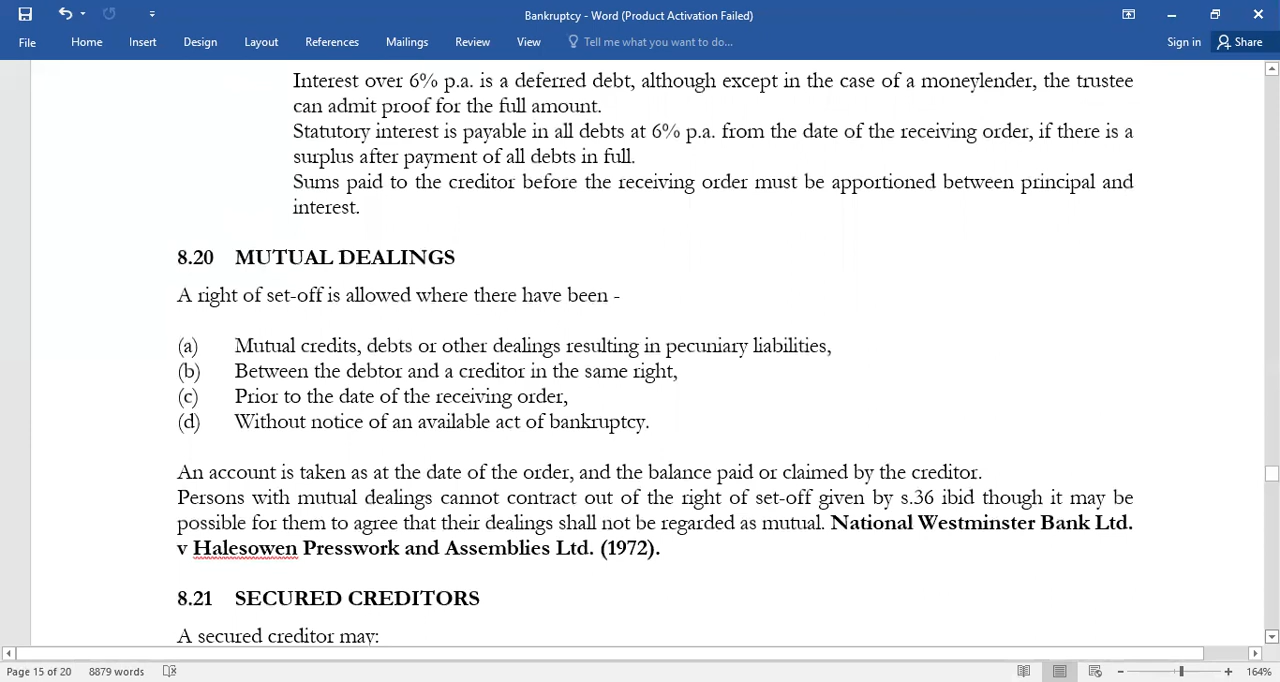 Bankruptcy - Word (Product Activation Failed)
File Home Insert Design Layout References Mailings Review View Tell me what you want to do... Sign in Share
Interest over 6% p.a. is a deferred debt, although except in the case of a moneylender, the trustee
can admit proof for the full amount.
Statutory interest is payable in all debts at 6% p.a. from the date of the receiving order, if there is a
surplus after payment of all debts in full.
Sums paid to the creditor before the receiving order must be apportioned between principal and
interest.
8.20 MUTUAL DEALINGS
A right of set-off is allowed where there have been -
(a) Mutual credits, debts or other dealings resulting in pecuniary liabilities,
(b) Between the debtor and a creditor in the same right,
(c) Prior to the date of the receiving order,
(d) Without notice of an available act of bankruptcy.
An account is taken as at the date of the order, and the balance paid or claimed by the creditor.
Persons with mutual dealings cannot contract out of the right of set-off given by s.36 ibid though it may be
possible for them to agree that their dealings shall not be regarded as mutual. National Westminster Bank Ltd.
v Halesowen Presswork and Assemblies Ltd. (1972).
8.21 SECURED CREDITORS
A secured creditor may:
Page 15 of 20 8879 words 164%